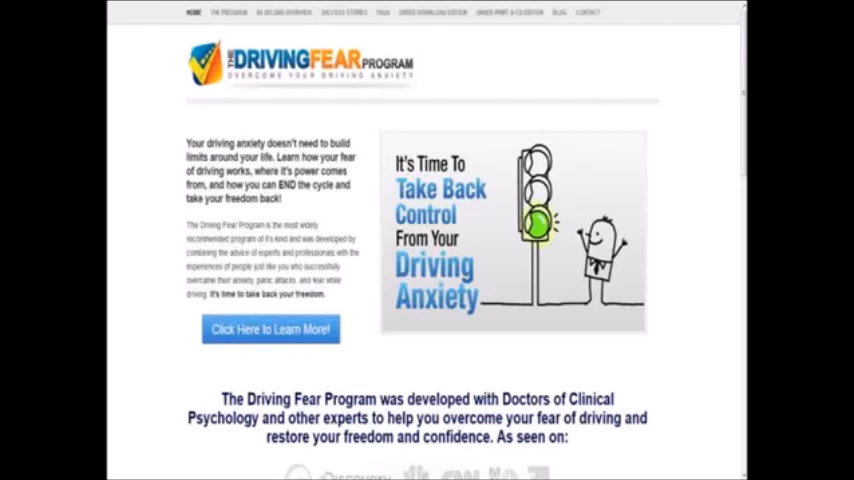 HOME THE PROGRAM 60 SECOND OVERVIEW SUCCESS STORIES FAQS ORDER DOWNLOAD EDITION ORDER PRINT & CD EDITION BLOG CONTACT
THE DRIVINGFEAR PROGRAM
OVERCOME YOUR DRIVING ANXIETY
Your driving anxiety doesn't need to build
limits around your life. Learn how your fear
of driving works, where it's power comes
from, and how you can END the cycle and
take your freedom back!
The Driving Fear Program is the most widely
recommended program of it's kind and was developed by
combining the advice of experts and professionals with the
experiences of people just like you who successfully
overcame their anxiety, panic attacks, and fear while
driving. It's time to take back your freedom.
Click Here to Learn More!
It's Time To
Take Back
Control
From Your
Driving
Anxiety
The Driving Fear Program was developed with Doctors of Clinical
Psychology and other experts to help you overcome your fear of driving and
restore your freedom and confidence. As seen on:
CNN